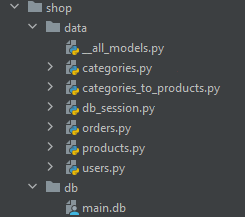 shop
data
__all_models.py
categories.py
categories_to_products.py
db_session.py
orders.py
products.py
users.py
db
main.db